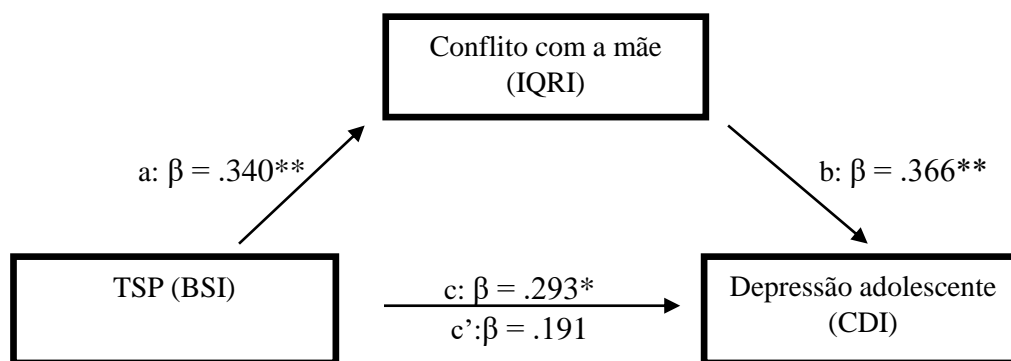 Conflito com a mãe
(IQRI)
a: β = .340**
b: β = .366**
TSP (BSI)
c: β = .293*
c’:β = .191
Depressão adolescente
(CDI)